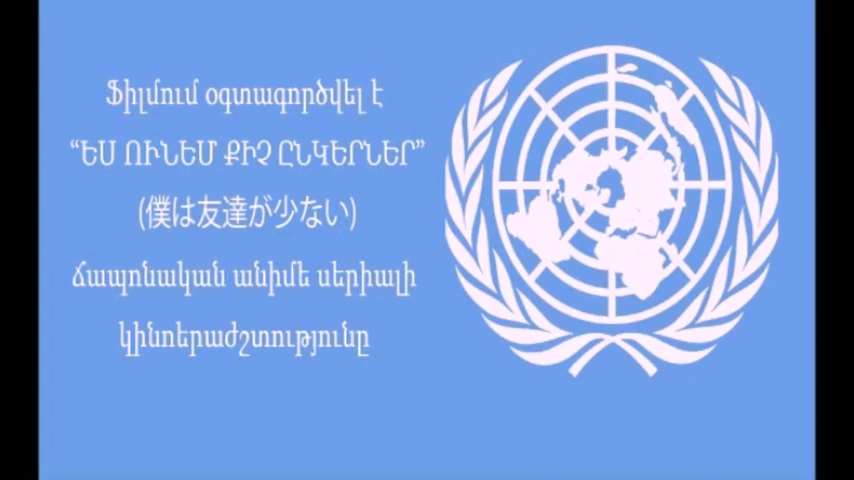 Ֆիլմում օգտագործվել է
“ԵՍ ՈՒՆԵՄ ՔԻՉ ԸՆԿԵՐՆԵՐ”
(僕は友達が少ない)
ճապոնական անիմե սերիալի
կինոերաժշտությունը